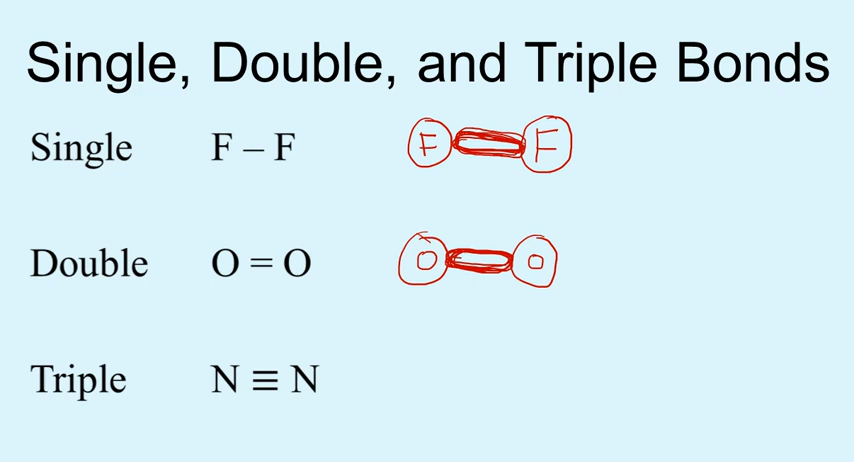 Single, Double, and Triple Bonds
Single F – F F F
Double O = O O O
Triple N ≡ N